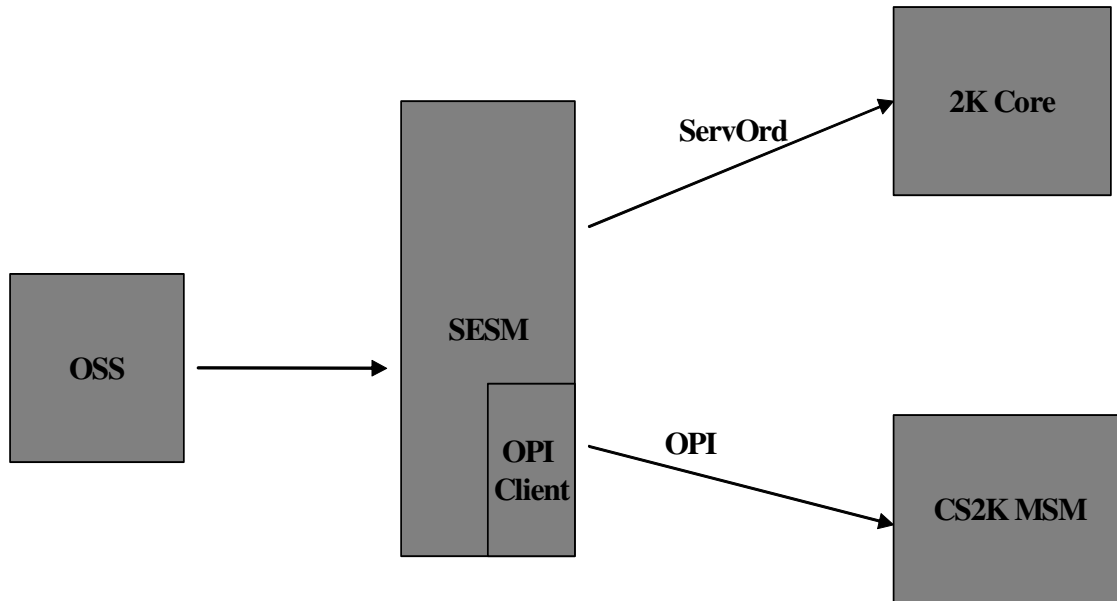 2K Core
ServOrd
SESM
OSS
OPI
OPI
Client
CS2K MSM